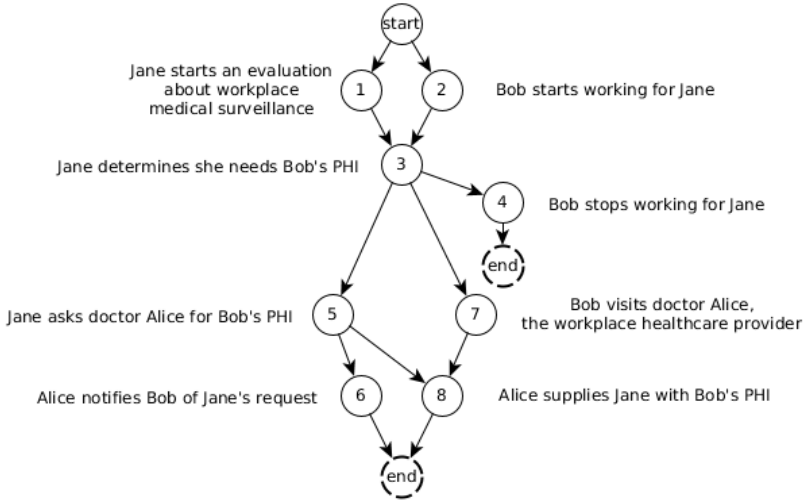 start
Jane starts an evaluation
about workplace
medical surveillance
1
2
Bob starts working for Jane
Jane determines she needs Bob's PHI
3
4
Bob stops working for Jane
end
Jane asks doctor Alice for Bob's PHI
5
7
Bob visits doctor Alice,
the workplace healthcare provider
Alice notifies Bob of Jane's request
6
8
Alice supplies Jane with Bob's PHI
end